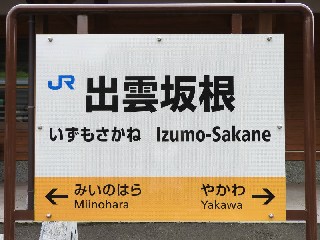 JR 出雲坂根
いずもさかね Izumo-Sakane
← みいのはら やかわ →
Miinohara Yakawa